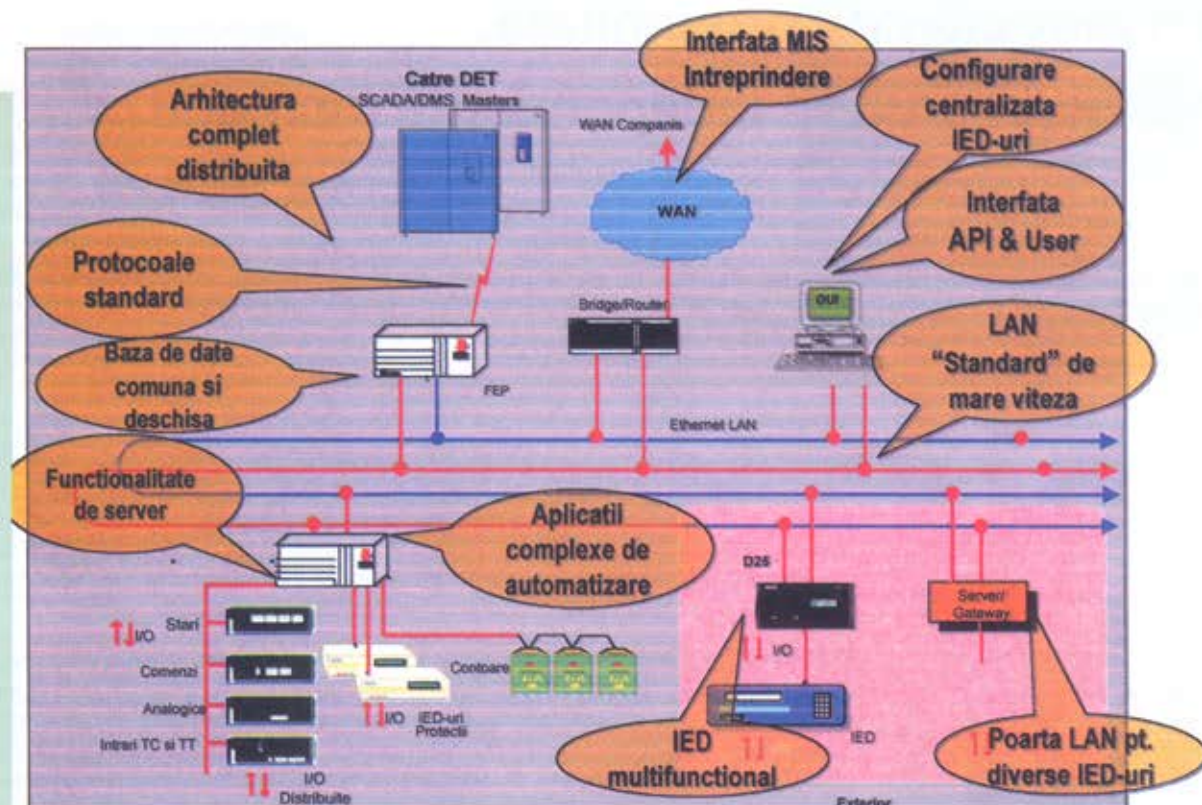 Interfata MIS
Intreprindere
Catre DET
SCADA/DMS Masters
Configurare
centralizata
IED-uri
Arhitectura
complet
distribuita
WAN Companie
WAN
Interfata
API & User
Protocoale
standard
Bridge/Router
OUI
LAN
"Standard" de
mare viteza
Baza de date
comuna si
deschisa
FEP
Ethernet LAN
Functionalitate
de server
Aplicatii
complexe de
automatizare
D25
Server/
Gateway
Stari
I/O
I/O
Comenzi
Contoare
Analogice
I/O
IED-uri
Protectii
IED
Intrari TC si TT
I/O
Distribuite
IED
multifunctional
Poarta LAN pt.
diverse IED-uri
Exterior